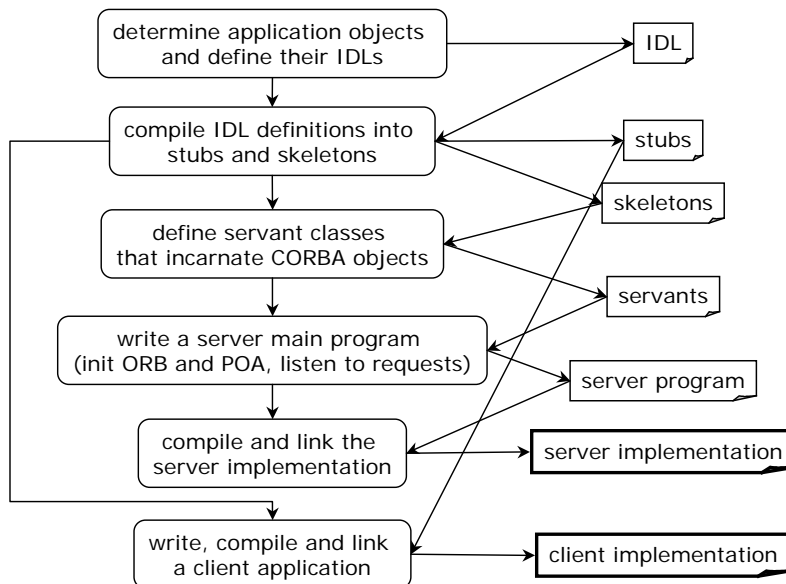 determine application objects
and define their IDLs
IDL
compile IDL definitions into
stubs and skeletons
stubs
skeletons
define servant classes
that incarnate CORBA objects
servants
write a server main program
(init ORB and POA, listen to requests)
server program
compile and link the
server implementation
server implementation
write, compile and link
a client application
client implementation